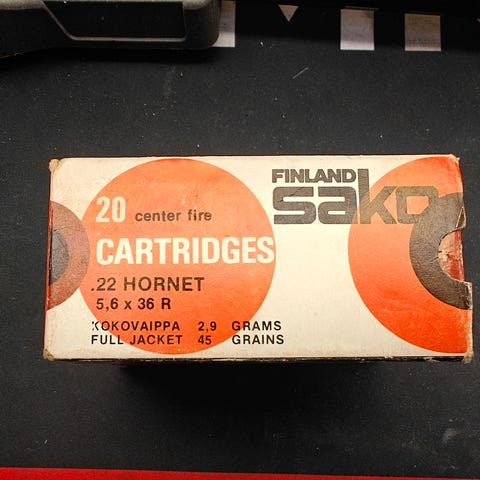 FINLAND
sako
20 center fire
CARTRIDGES
.22 HORNET
5,6 x 36 R
KOKOVAIPPA 2,9 GRAMS
FULL JACKET 45 GRAINS